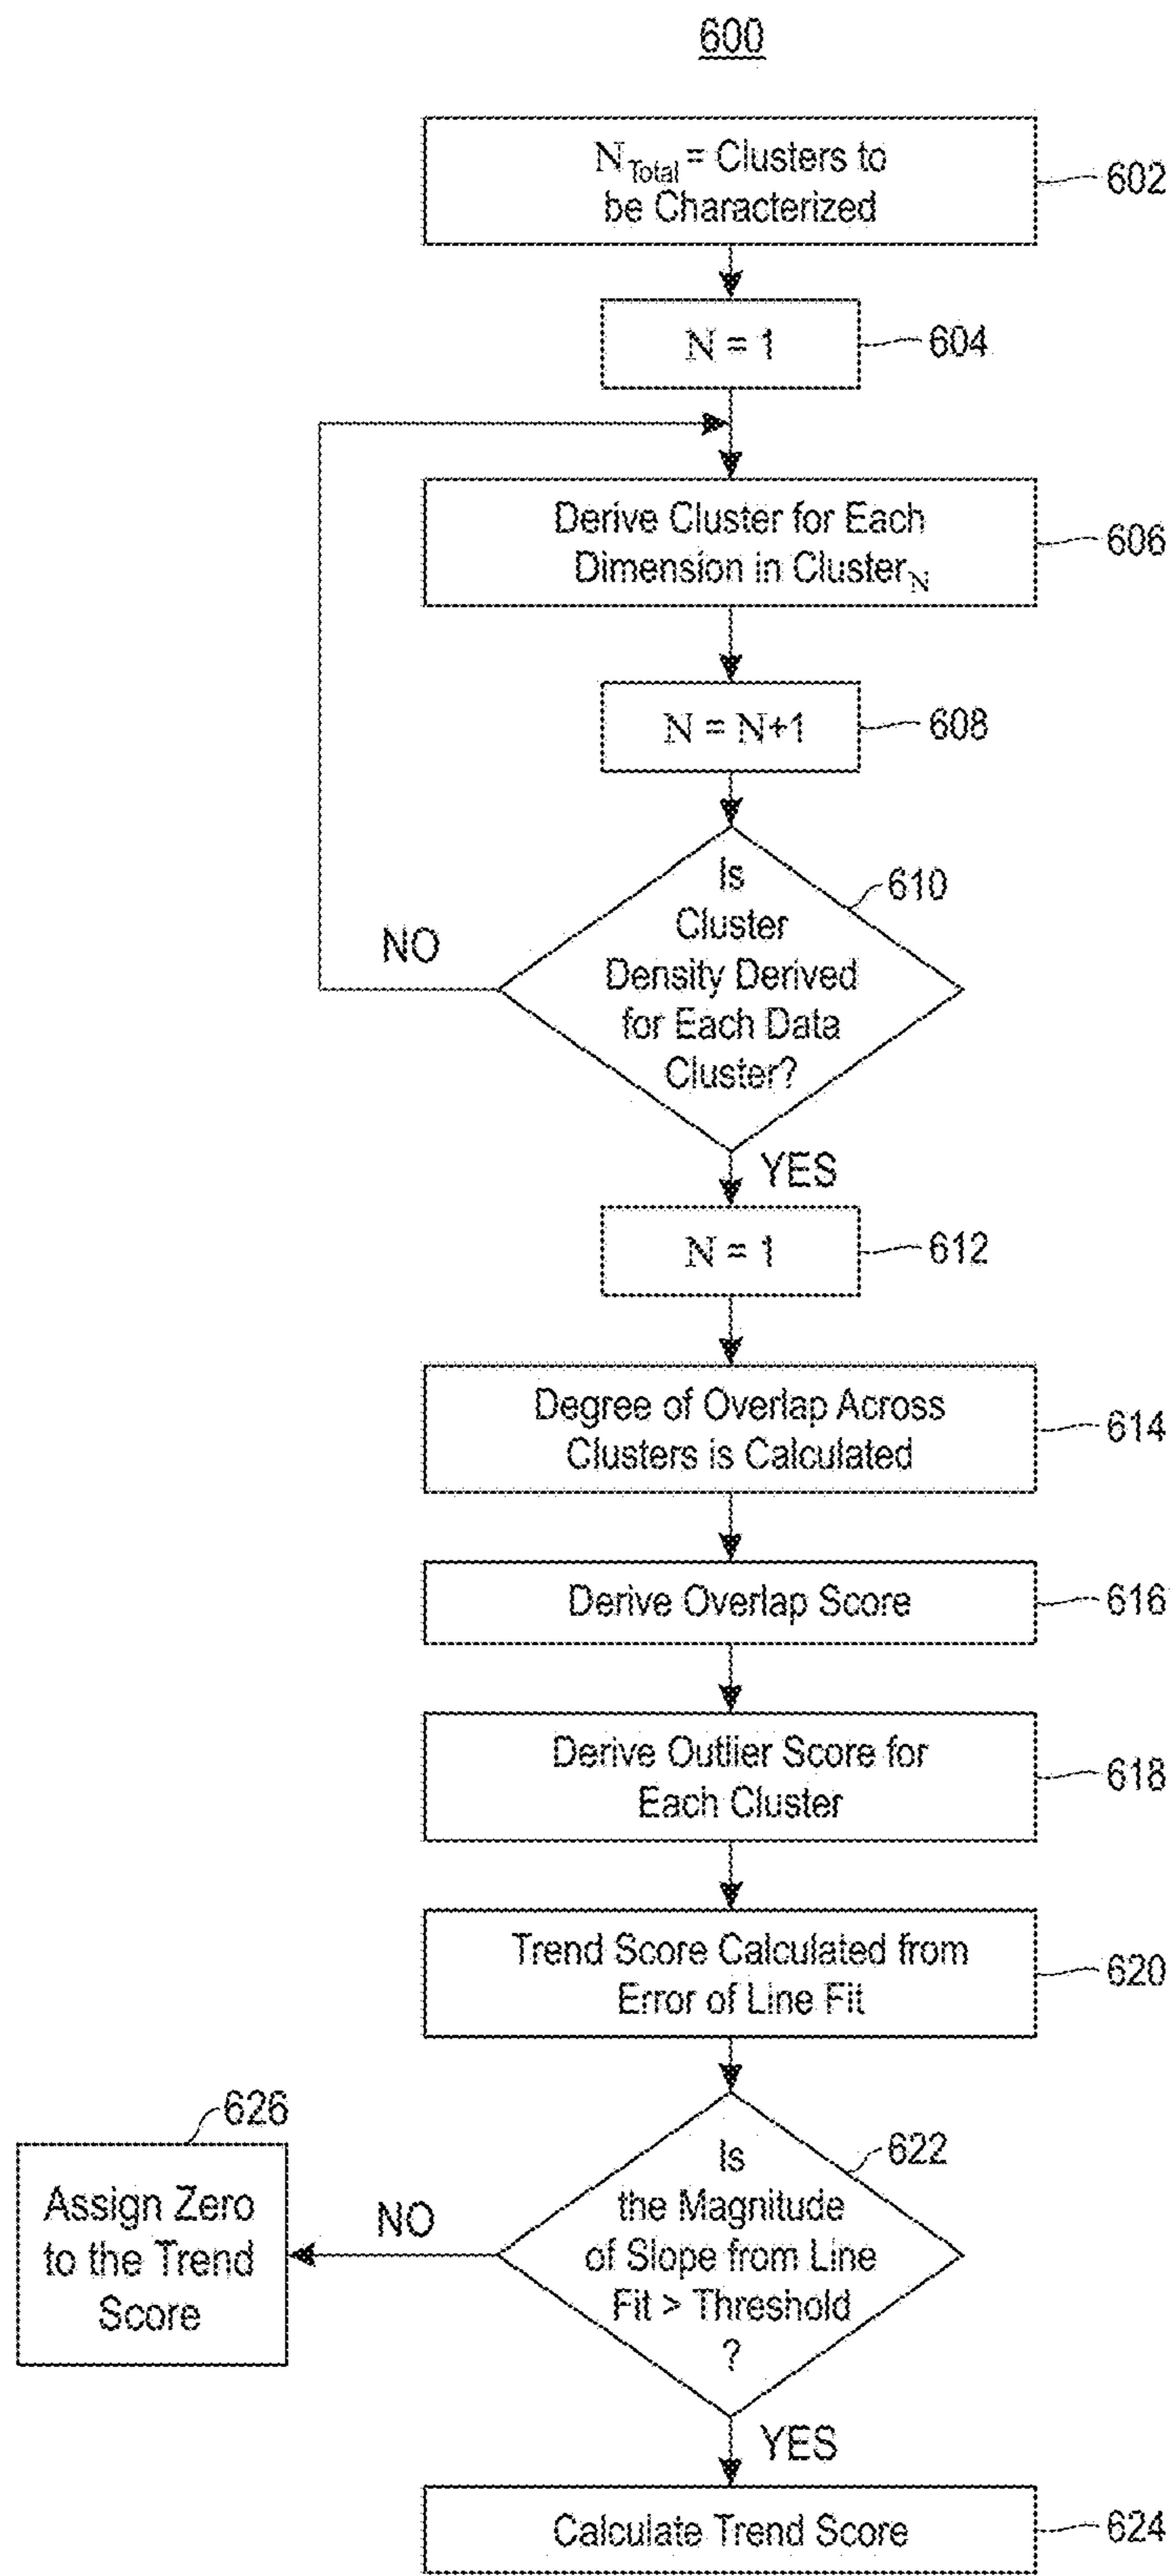 600
N Total = Clusters to
be Characterized
602
N = 1
604
Derive Cluster for Each
Dimension in Cluster N
606
N = N+1
608
Is
Cluster
Density Derived
for Each Data
Cluster?
610
NO
YES
N = 1
612
Degree of Overlap Across
Clusters is Calculated
614
Derive Overlap Score
616
Derive Outlier Score for
Each Cluster
618
Trend Score Calculated from
Error of Line Fit
620
Is
the Magnitude
of Slope from Line
Fit > Threshold
?
622
NO
626
Assign Zero
to the Trend
Score
YES
Calculate Trend Score
624